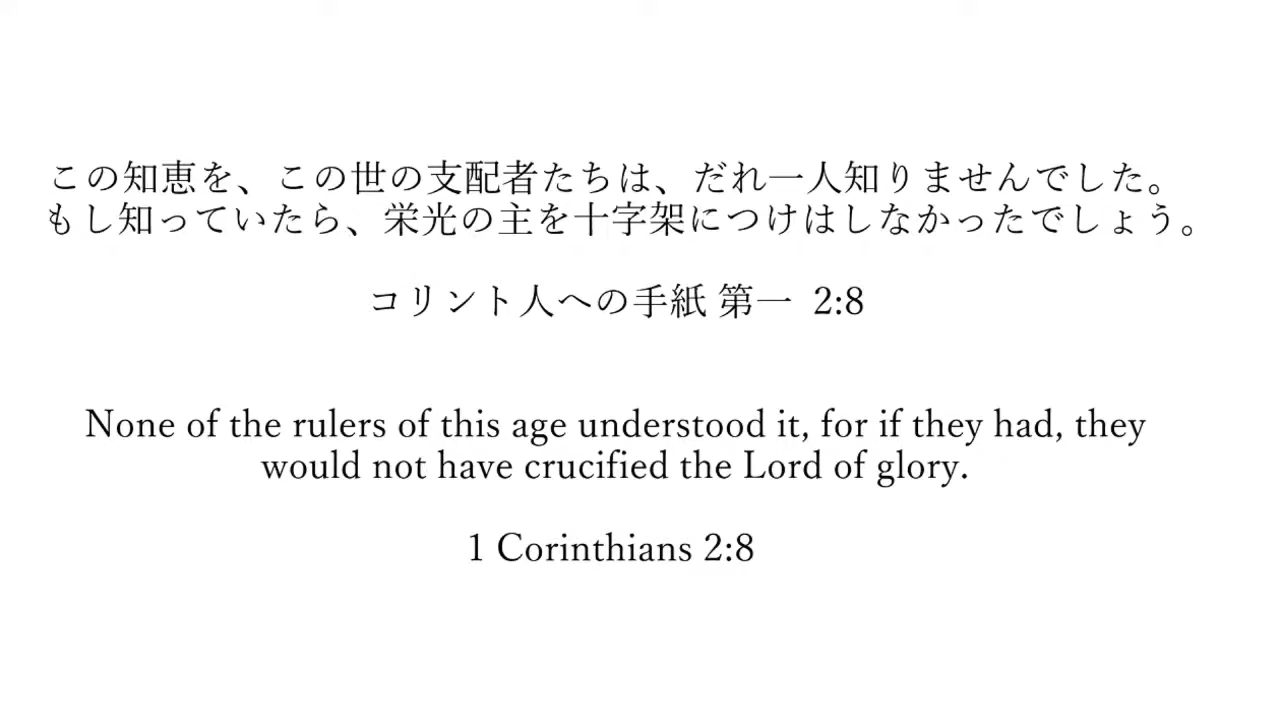 この知恵を、この世の支配者たちは、だれ一人知りませんでした。
もし知っていたら、栄光の主を十字架につけはしなかったでしょう。
コリント人への手紙 第一 2:8
None of the rulers of this age understood it, for if they had, they
would not have crucified the Lord of glory.
1 Corinthians 2:8